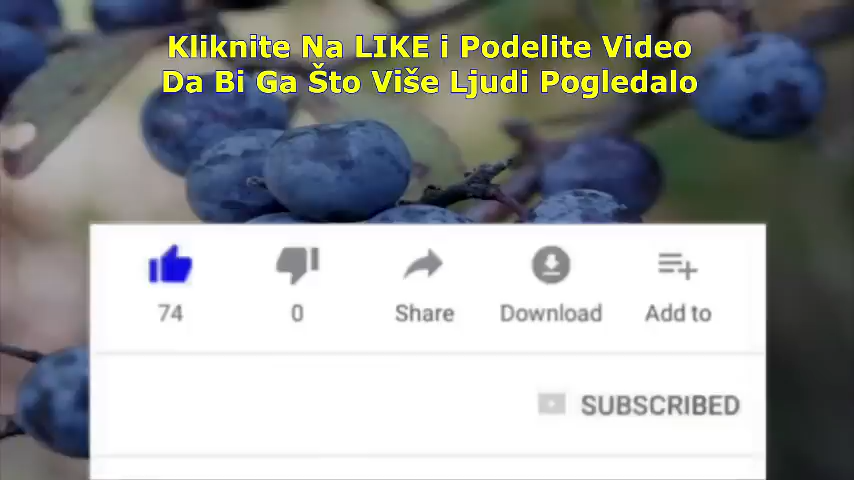 Kliknite Na LIKE i Podelite Video
Da Bi Ga Što Više Ljudi Pogledalo
74 0 Share Download Add to
SUBSCRIBED